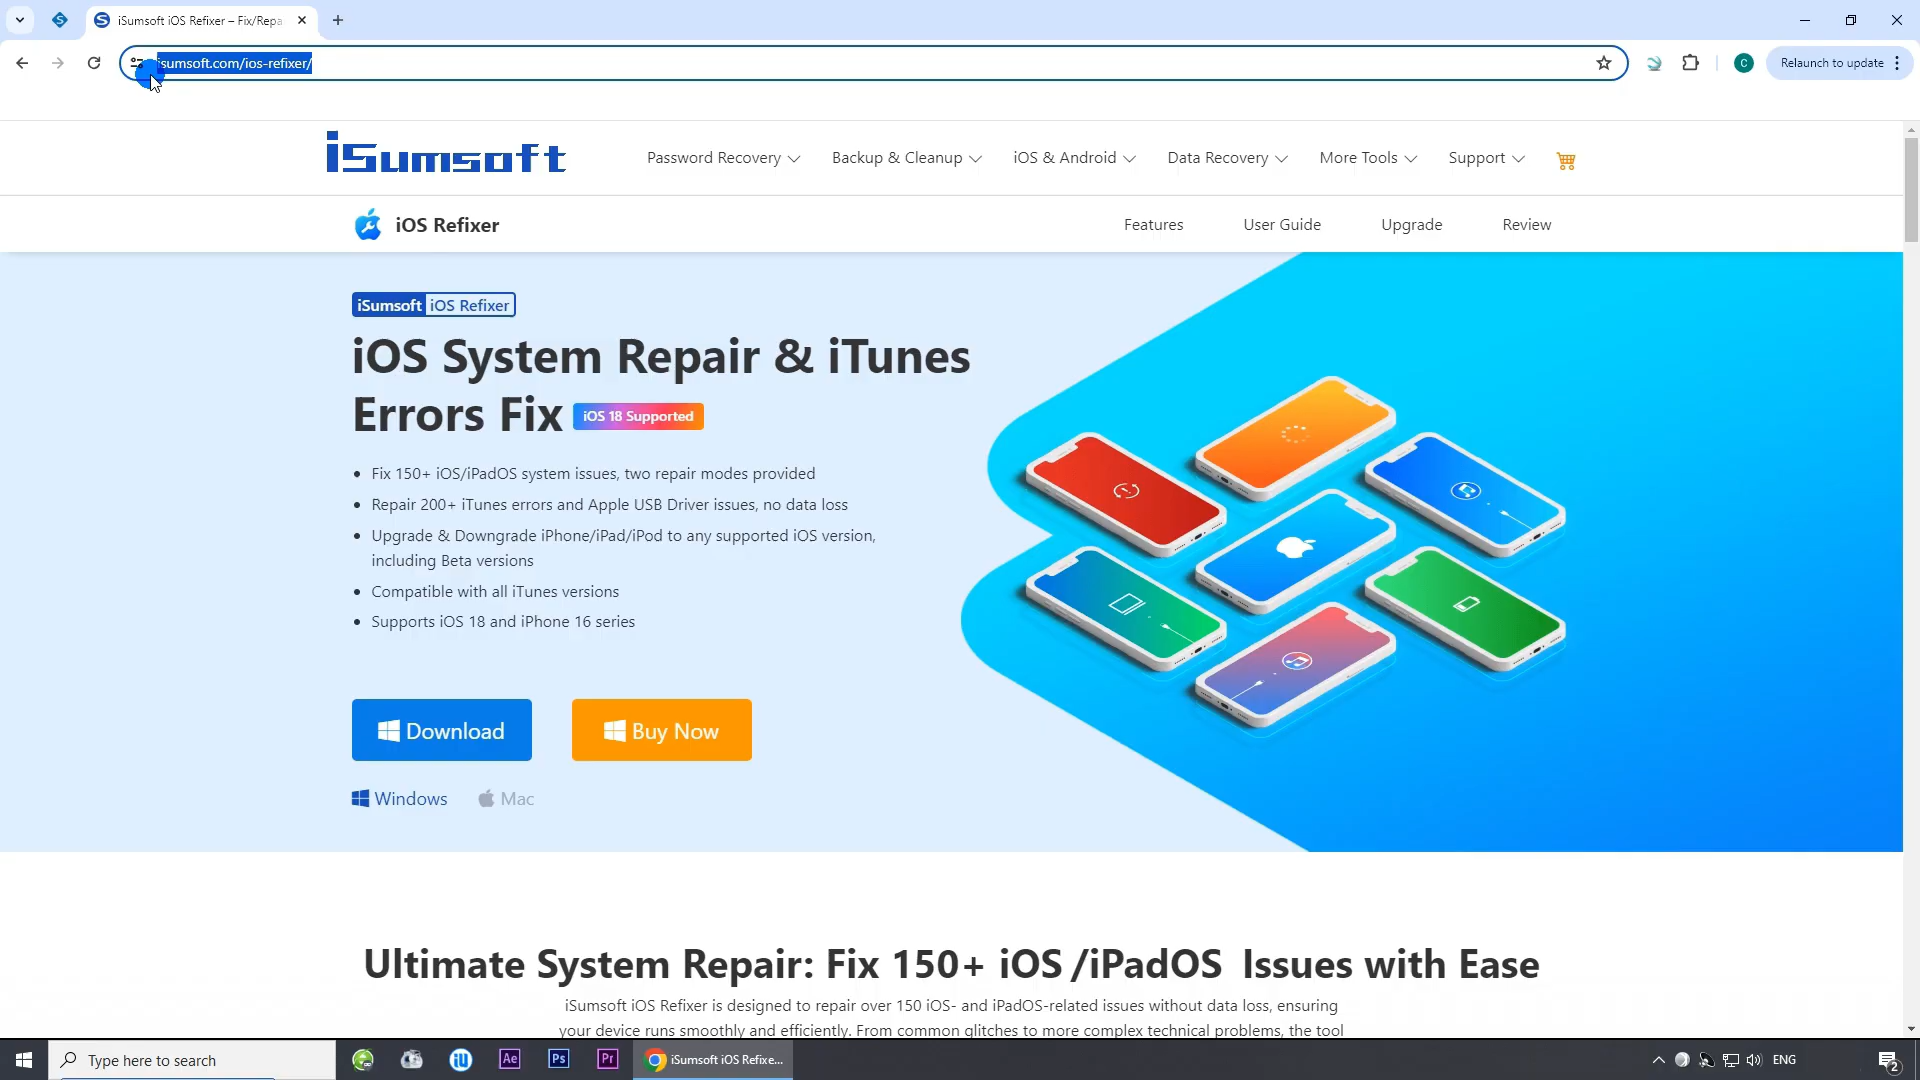 iSumsoft iOS Refixer – Fix/Repa
isumsoft.com/ios-refixer/
C
Relaunch to update
iSumsoft
Password Recovery
Backup & Cleanup
iOS & Android
Data Recovery
More Tools
Support
iOS Refixer
Features
User Guide
Upgrade
Review
iSumsoft iOS Refixer
iOS System Repair & iTunes
Errors Fix
iOS 18 Supported
Fix 150+ iOS/iPadOS system issues, two repair modes provided
Repair 200+ iTunes errors and Apple USB Driver issues, no data loss
Upgrade & Downgrade iPhone/iPad/iPod to any supported iOS version,
including Beta versions
Compatible with all iTunes versions
Supports iOS 18 and iPhone 16 series
Download
Buy Now
Windows
Mac
Ultimate System Repair: Fix 150+ iOS /iPadOS Issues with Ease
iSumsoft iOS Refixer is designed to repair over 150 iOS- and iPadOS-related issues without data loss, ensuring
your device runs smoothly and efficiently. From common glitches to more complex technical problems, the tool
Type here to search
iU
Ae
Ps
Pr
iSumsoft iOS Refixe...
ENG
2